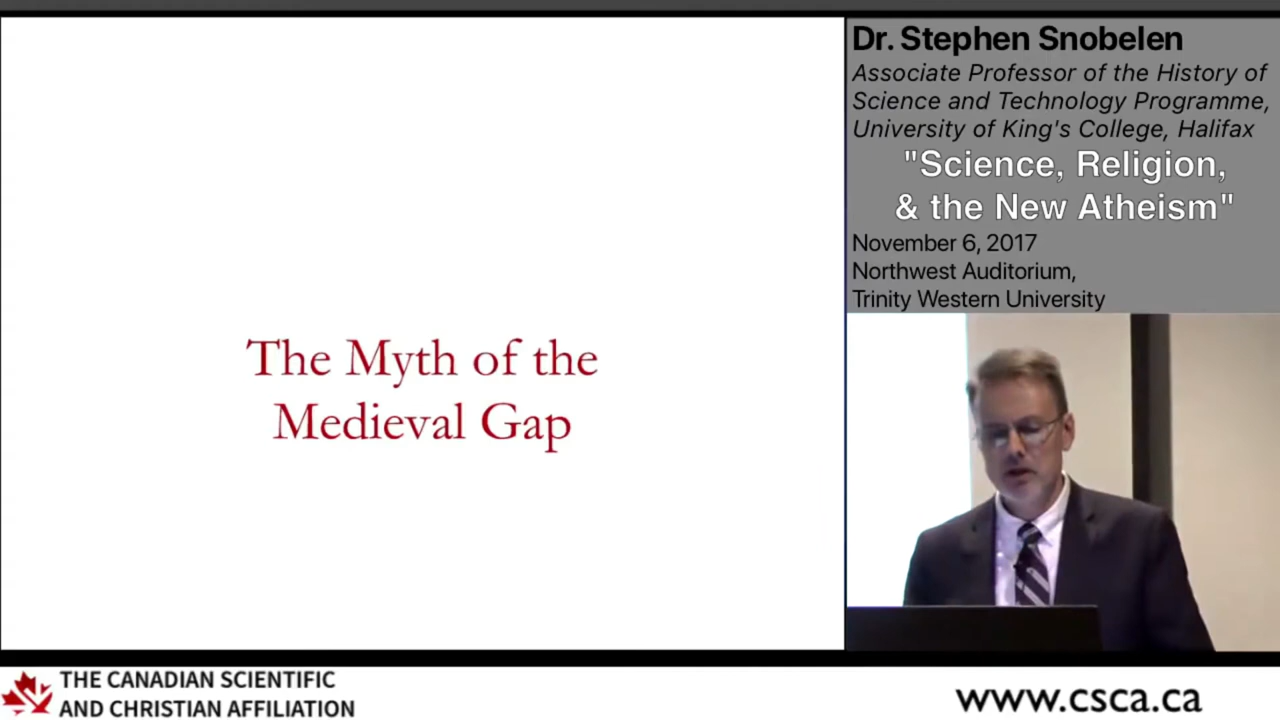 The Myth of the
Medieval Gap
Dr. Stephen Snobelen
Associate Professor of the History of
Science and Technology Programme,
University of King's College, Halifax
"Science, Religion,
& the New Atheism"
November 6, 2017
Northwest Auditorium,
Trinity Western University
THE CANADIAN SCIENTIFIC
AND CHRISTIAN AFFILIATION
www.csca.ca